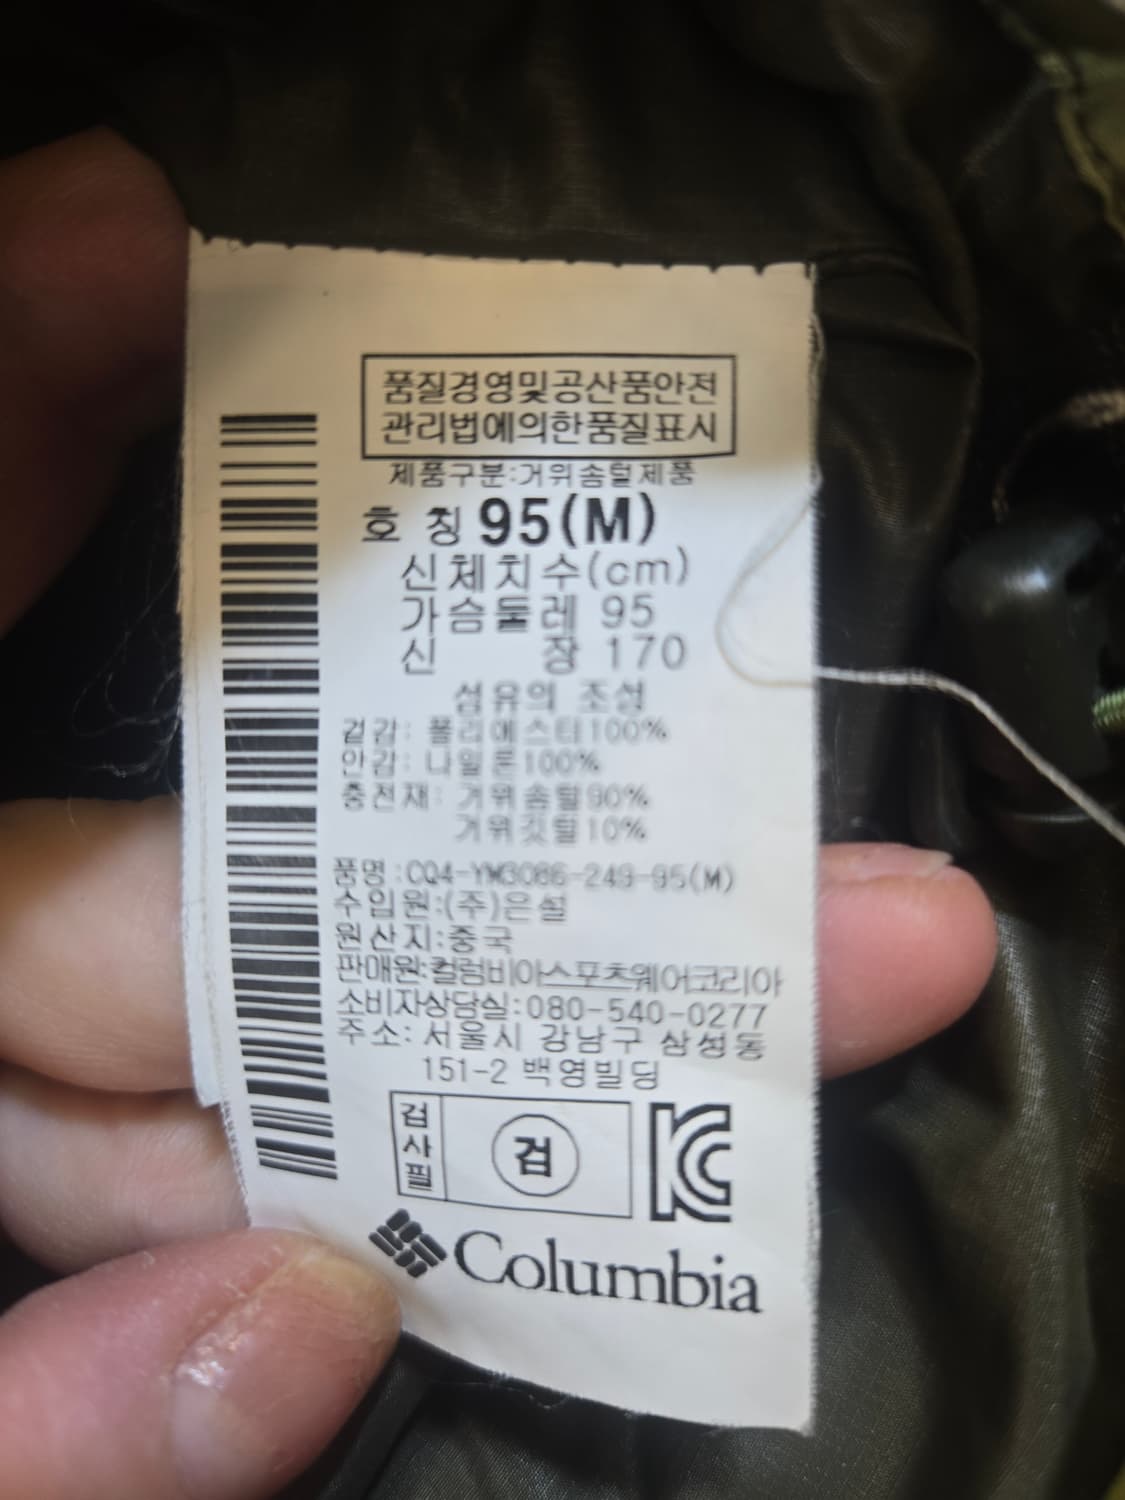 품질경영및공산품안전
관리법에의한품질표시
제품구분:거위솜털제품
호 칭 95(M)
신체치수(cm)
가슴둘레 95
신 장 170
섬유의 조성
겉감: 폴리에스터100%
안감: 나일론100%
충전재: 거위솜털90%
거위깃털10%
품명:CQ4-YM3086-249-95(M)
수입원:(주)은설
원산지:중국
판매원:컬럼비아스포츠웨어코리아
소비자상담실:080-540-0277
주소: 서울시 강남구 삼성동
151-2 백영빌딩
검사필
검
KC
Columbia